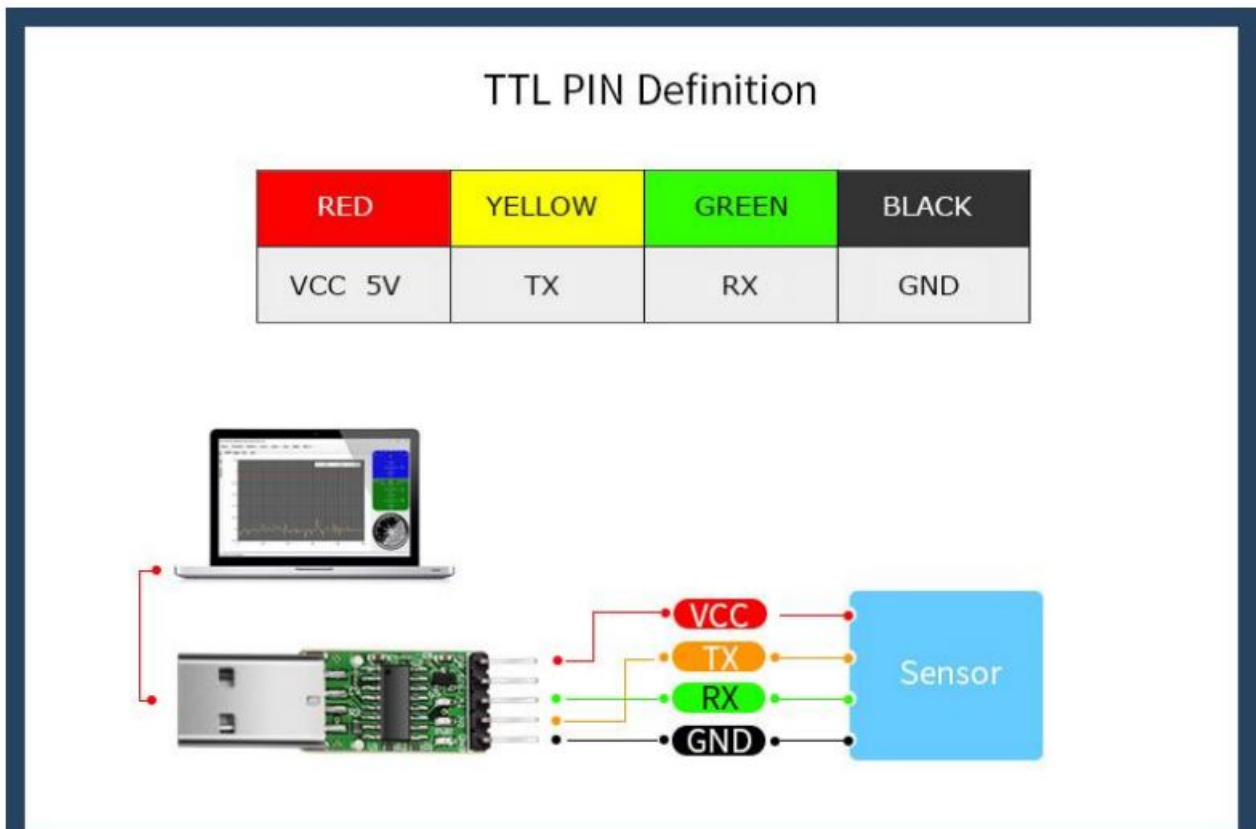 TTL PIN Definition
RED YELLOW GREEN BLACK
VCC 5V TX RX GND
VCC
TX
RX
GND
Sensor